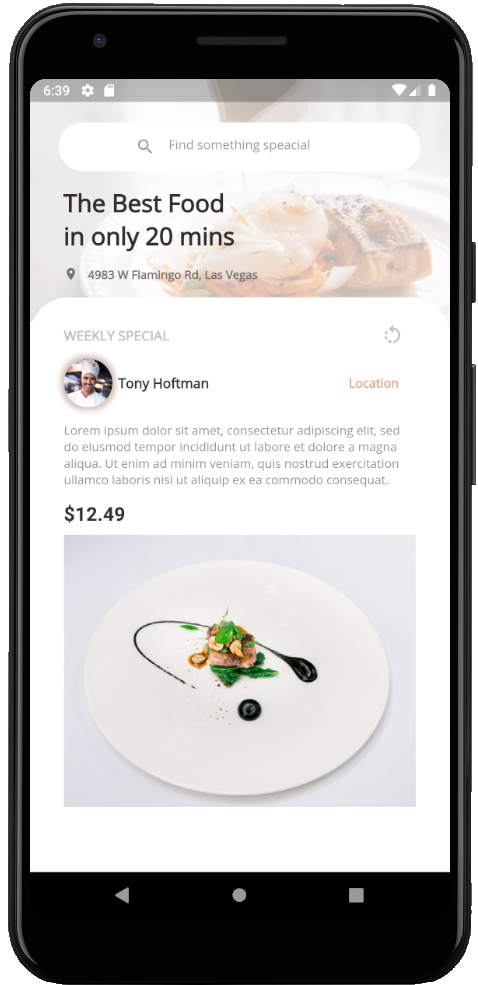 6:39
Find something speacial
The Best Food
in only 20 mins
4983 W Flamingo Rd, Las Vegas
WEEKLY SPECIAL
Tony Hoftman
Location
Lorem ipsum dolor sit amet, consectetur adipiscing elit, sed
do eiusmod tempor incididunt ut labore et dolore a magna
aliqua. Ut enim ad minim veniam, quis nostrud exercitation
ullamco laboris nisi ut aliquip ex ea commodo consequat.
$12.49